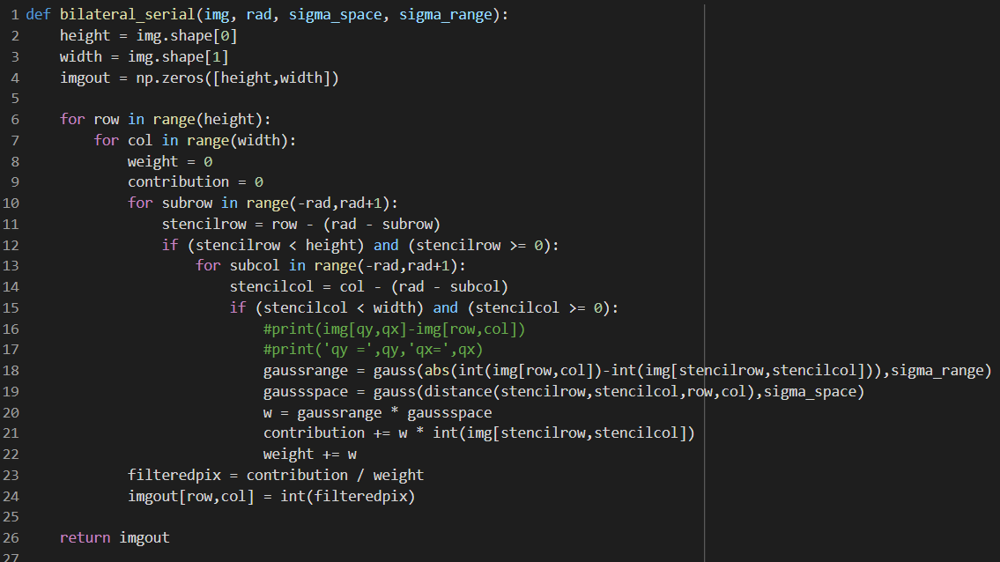 1 def bilateral_serial(img, rad, sigma_space, sigma_range):
2     height = img.shape[0]
3     width = img.shape[1]
4     imgout = np.zeros([height,width])
5
6     for row in range(height):
7         for col in range(width):
8             weight = 0
9             contribution = 0
10             for subrow in range(-rad,rad+1):
11                 stencilrow = row - (rad - subrow)
12                 if (stencilrow < height) and (stencilrow >= 0):
13                     for subcol in range(-rad,rad+1):
14                         stencilcol = col - (rad - subcol)
15                         if (stencilcol < width) and (stencilcol >= 0):
16                             #print(img[qy,qx]-img[row,col])
17                             #print('qy =',qy,'qx=',qx)
18                             gaussrange = gauss(abs(int(img[row,col])-int(img[stencilrow,stencilcol])),sigma_range)
19                             gaussspace = gauss(distance(stencilrow,stencilcol,row,col),sigma_space)
20                             w = gaussrange * gaussspace
21                             contribution += w * int(img[stencilrow,stencilcol])
22                             weight += w
23             filteredpix = contribution / weight
24             imgout[row,col] = int(filteredpix)
25
26     return imgout
27